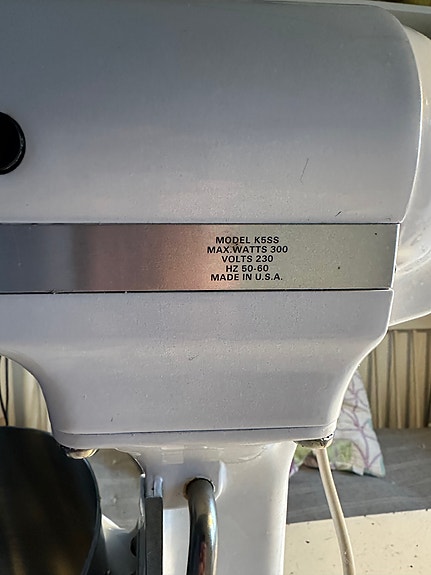 MODEL K5SS
MAX.WATTS 300
VOLTS 230
HZ 50-60
MADE IN U.S.A.